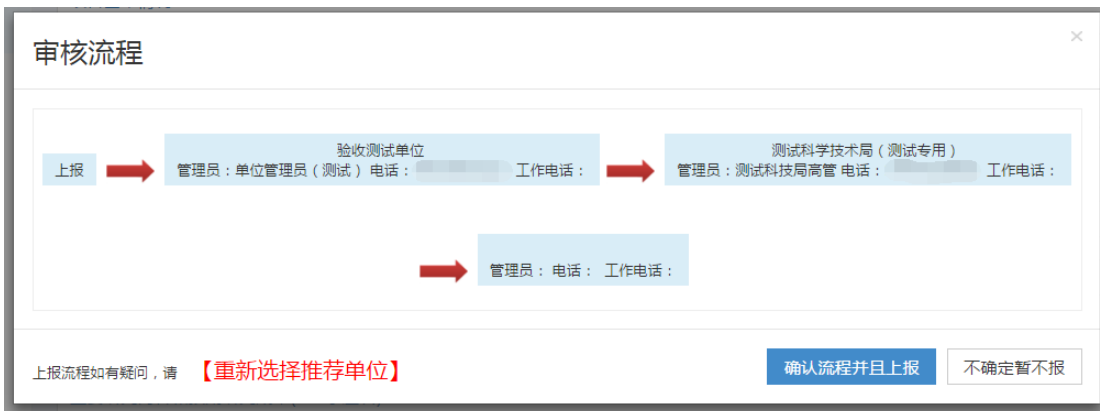 审核流程
×
上报
验收测试单位
管理员：单位管理员（测试） 电话： 工作电话：
测试科学技术局（测试专用）
管理员：测试科技局高管 电话： 工作电话：
管理员： 电话： 工作电话：
上报流程如有疑问，请 【重新选择推荐单位】
确认流程并且上报
不确定暂不报